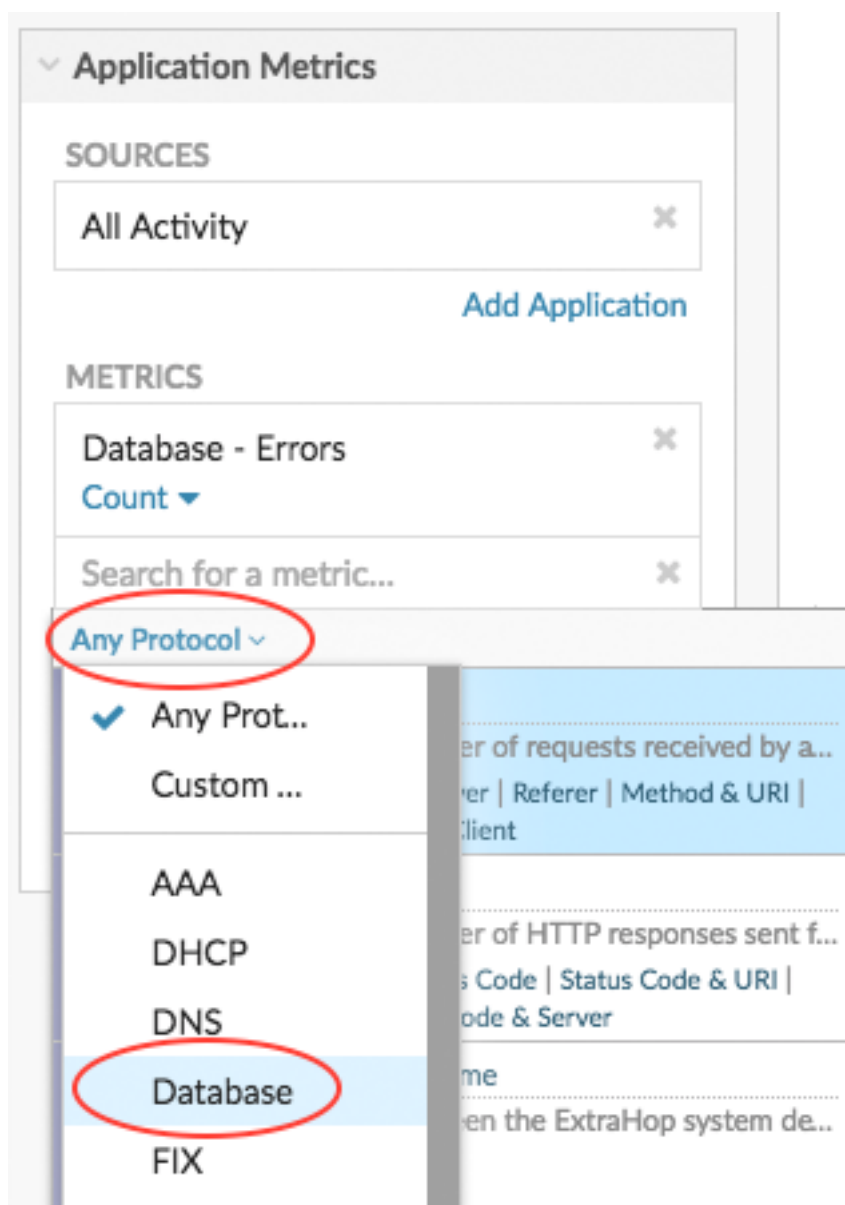 Application Metrics
SOURCES
All Activity
Add Application
METRICS
Database - Errors
Count
Search for a metric...
Any Protocol
Any Prot...
Custom ...
AAA
DHCP
DNS
Database
FIX
er of requests received by a...
er | Referer | Method & URI |
Client
er of HTTP responses sent f...
s Code | Status Code & URI |
ode & Server
me
en the ExtraHop system de...